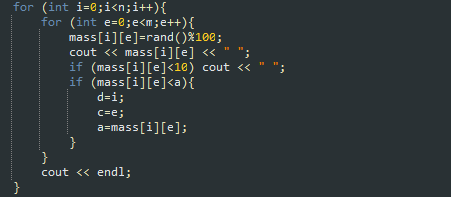 for (int i=0;i<n;i++){
for (int e=0;e<m;e++){
mass[i][e]=rand()%100;
cout << mass[i][e] << " ";
if (mass[i][e]<10) cout << " ";
if (mass[i][e]<a){
d=i;
c=e;
a=mass[i][e];
}
}
cout << endl;
}